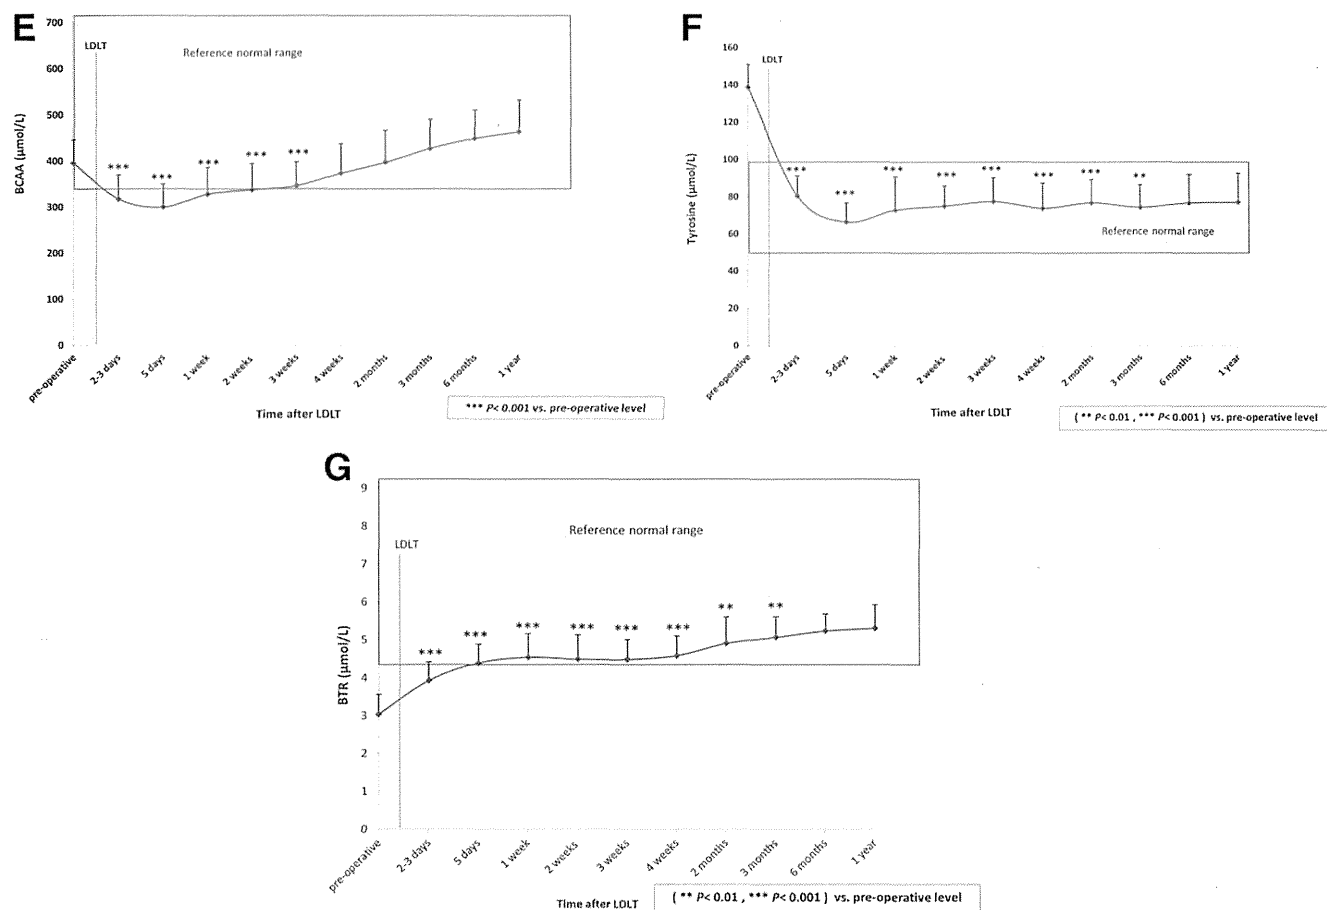 E
700
600
500
400
300
200
100
0
BCAA (µmol/L)
LDLT
Reference normal range
***
***
***
***
***
pre-operative
2-3 days
5 days
1 week
2 weeks
3 weeks
4 weeks
2 months
3 months
6 months
1 year
Time after LDLT
*** P< 0.001 vs. pre-operative level
F
160
140
120
100
80
60
40
20
0
Tyrosine (µmol/L)
LDLT
***
***
***
***
***
***
***
**
Reference normal range
pre-operative
2-3 days
5 days
1 week
2 weeks
3 weeks
4 weeks
2 months
3 months
6 months
1 year
Time after LDLT
( ** P< 0.01 , *** P< 0.001 ) vs. pre-operative level
G
9
8
7
6
5
4
3
2
1
0
BTR (µmol/L)
LDLT
Reference normal range
***
***
***
***
***
***
**
**
pre-operative
2-3 days
5 days
1 week
2 weeks
3 weeks
4 weeks
2 months
3 months
6 months
1 year
Time after LDLT
( ** P< 0.01 , *** P< 0.001 ) vs. pre-operative level